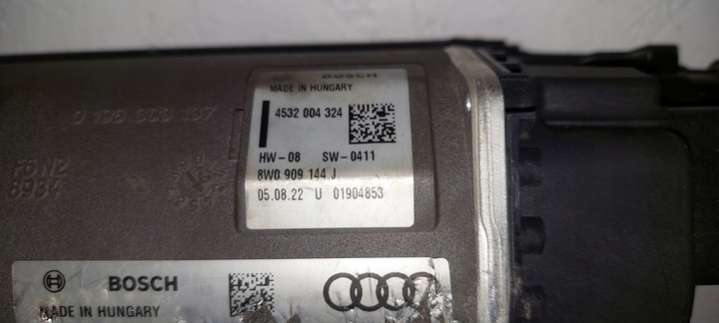 BOSCH
MADE IN HUNGARY
4532 004 324
HW-08 SW-0411
8W0 909 144 J
05.08.22 U 01904853
BOSCH
MADE IN HUNGARY